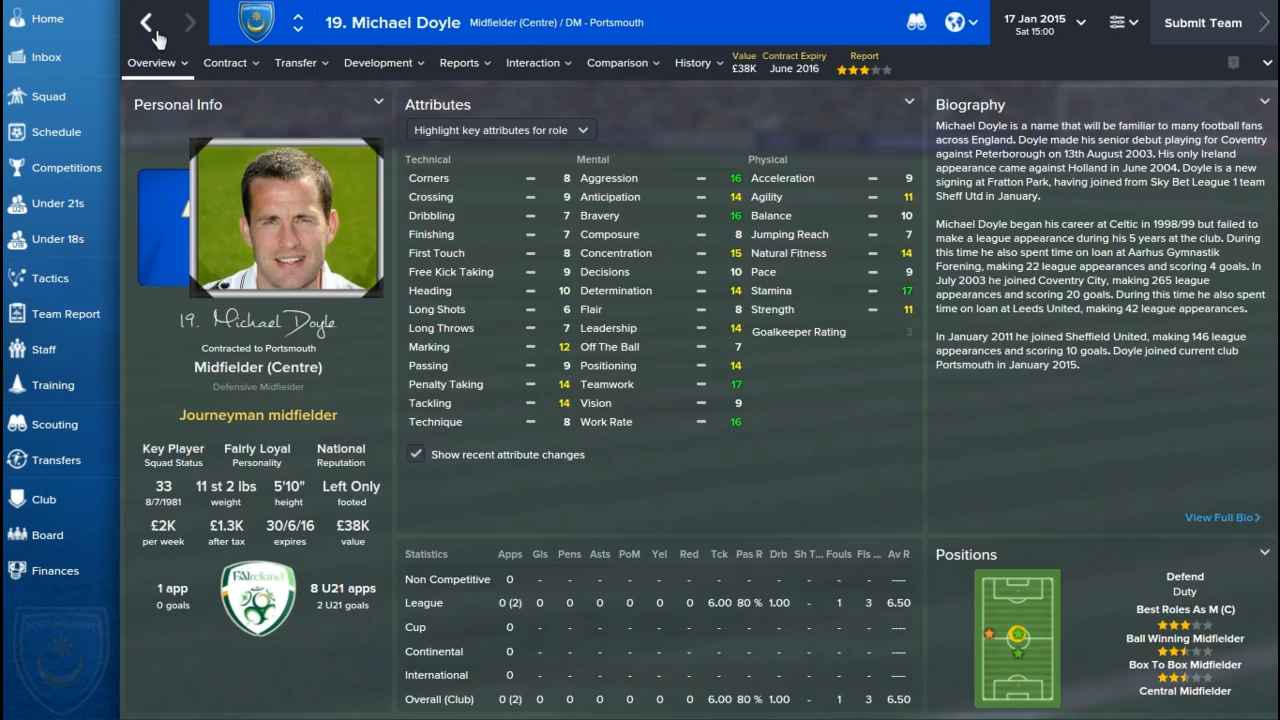 Home
Inbox
Squad
Schedule
Competitions
Under 21s
Under 18s
Tactics
Team Report
Staff
Training
Scouting
Transfers
Club
Board
Finances
19. Michael Doyle Midfielder (Centre) / DM - Portsmouth
17 Jan 2015
Sat 15:00
Submit Team
Overview Contract Transfer Development Reports Interaction Comparison History
Value
£38K
Contract Expiry
June 2016
Report
Personal Info
19. Michael Doyle
Contracted to Portsmouth
Midfielder (Centre)
Defensive Midfielder
Journeyman midfielder
Key Player Fairly Loyal National
Squad Status Personality Reputation
33 11 st 2 lbs 5'10" Left Only
8/7/1981 weight height footed
£2K £1.3K 30/6/16 £38K
per week after tax expires value
1 app 8 U21 apps
0 goals 2 U21 goals
FAIreland
Attributes
Highlight key attributes for role
Technical Mental Physical
Corners - 8 Aggression - 16 Acceleration - 9
Crossing - 9 Anticipation - 14 Agility - 11
Dribbling - 7 Bravery - 16 Balance - 10
Finishing - 7 Composure - 8 Jumping Reach - 7
First Touch - 8 Concentration - 15 Natural Fitness - 14
Free Kick Taking - 9 Decisions - 10 Pace - 9
Heading - 10 Determination - 14 Stamina - 17
Long Shots - 6 Flair - 8 Strength - 11
Long Throws - 7 Leadership - 14 Goalkeeper Rating 3
Marking - 12 Off The Ball - 7
Passing - 9 Positioning - 14
Penalty Taking - 14 Teamwork - 17
Tackling - 14 Vision - 9
Technique - 8 Work Rate - 16
Show recent attribute changes
Statistics Apps Gls Pens Asts PoM Yel Red Tck Pas R Drb Sh T... Fouls Fls ... Av R
Non Competitive 0 - - - - - - - - - - - - ----
League 0 (2) 0 0 0 0 0 0 6.00 80 % 1.00 - 1 3 6.50
Cup 0 - - - - - - - - - - - - ----
Continental 0 - - - - - - - - - - - - ----
International 0 - - - - - - - - - - - - ----
Overall (Club) 0 (2) 0 0 0 0 0 0 6.00 80 % 1.00 - 1 3 6.50
Biography
Michael Doyle is a name that will be familiar to many football fans
across England. Doyle made his senior debut playing for Coventry
against Peterborough on 13th August 2003. His only Ireland
appearance came against Holland in June 2004. Doyle is a new
signing at Fratton Park, having joined from Sky Bet League 1 team
Sheff Utd in January.
Michael Doyle began his career at Celtic in 1998/99 but failed to
make a league appearance during his 5 years at the club. During
this time he also spent time on loan at Aarhus Gymnastik
Forening, making 22 league appearances and scoring 4 goals. In
July 2003 he joined Coventry City, making 265 league
appearances and scoring 20 goals. During this time he also spent
time on loan at Leeds United, making 42 league appearances.
In January 2011 he joined Sheffield United, making 146 league
appearances and scoring 10 goals. Doyle joined current club
Portsmouth in January 2015.
View Full Bio
Positions
Defend
Duty
Best Roles As M (C)
Ball Winning Midfielder
Box To Box Midfielder
Central Midfielder